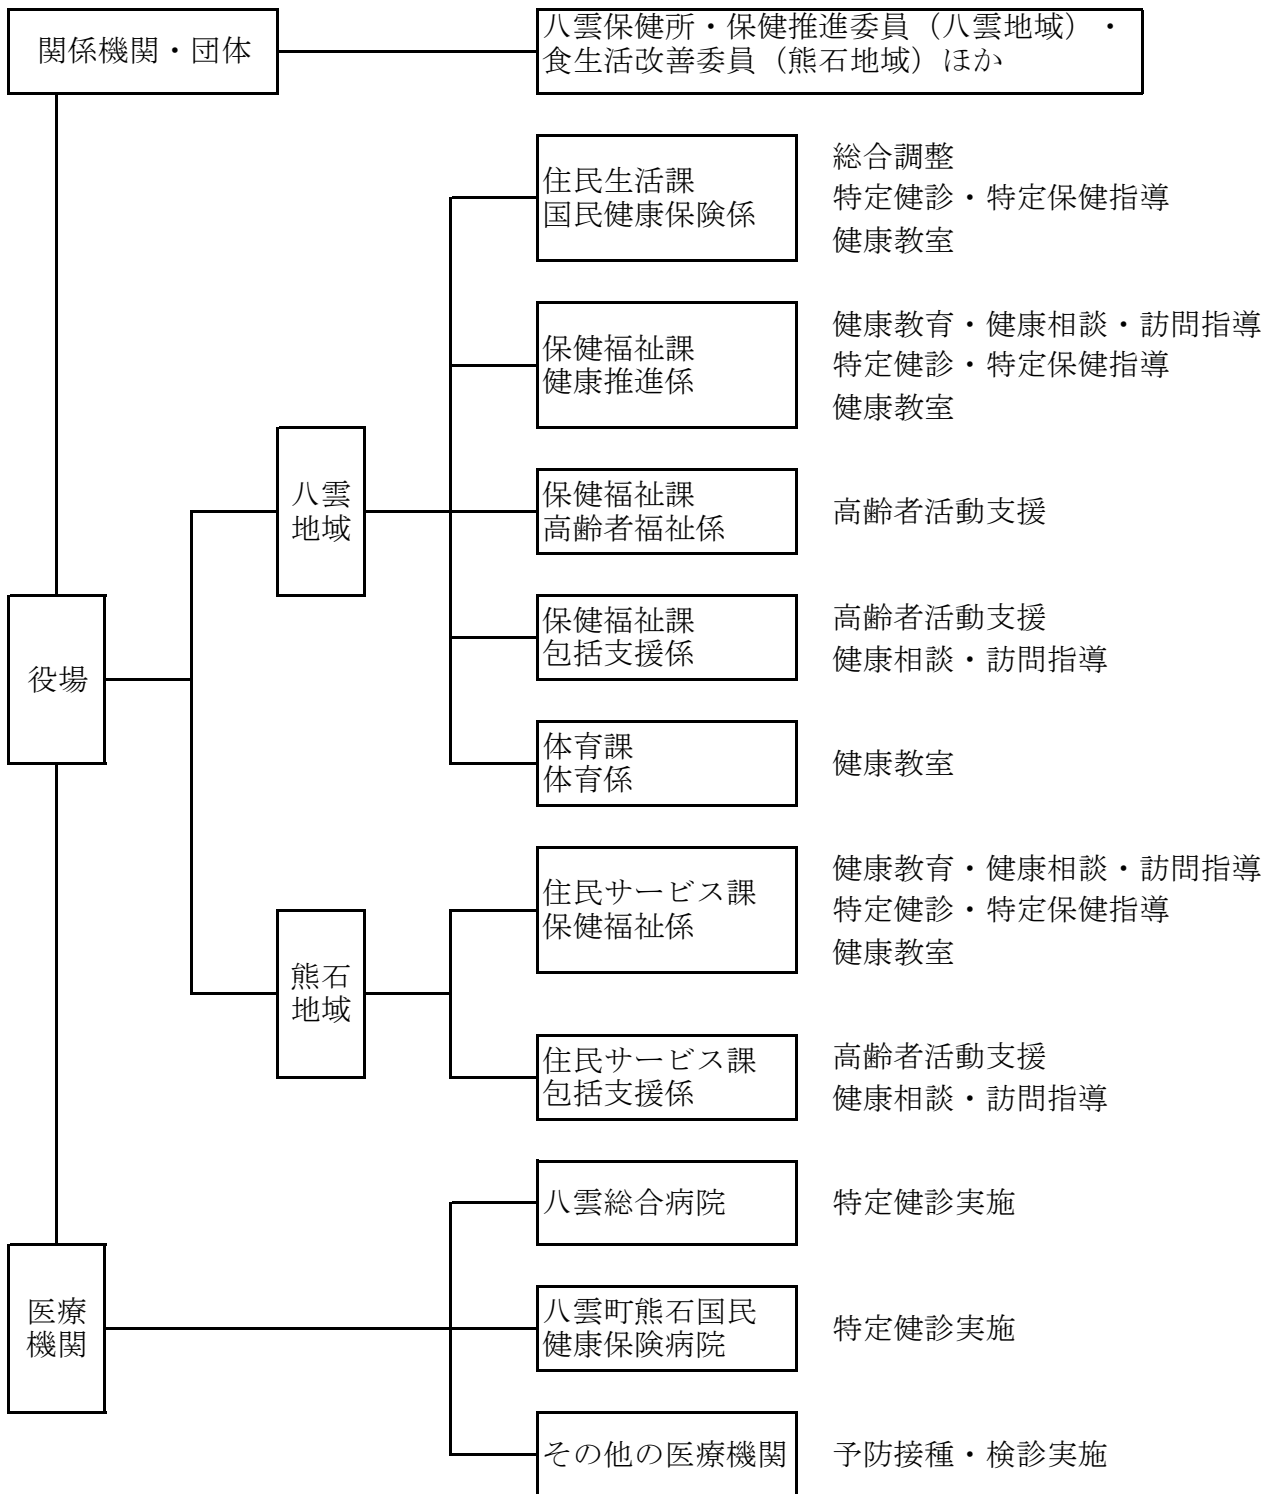 関係機関・団体
八雲保健所・保健推進委員（八雲地域）・
食生活改善委員（熊石地域）ほか
住民生活課
国民健康保険係
総合調整
特定健診・特定保健指導
健康教室
保健福祉課
健康推進係
健康教育・健康相談・訪問指導
特定健診・特定保健指導
健康教室
八雲
地域
保健福祉課
高齢者福祉係
高齢者活動支援
保健福祉課
包括支援係
高齢者活動支援
健康相談・訪問指導
役場
体育課
体育係
健康教室
住民サービス課
保健福祉係
健康教育・健康相談・訪問指導
特定健診・特定保健指導
健康教室
熊石
地域
住民サービス課
包括支援係
高齢者活動支援
健康相談・訪問指導
八雲総合病院
特定健診実施
医療
機関
八雲町熊石国民
健康保険病院
特定健診実施
その他の医療機関
予防接種・検診実施